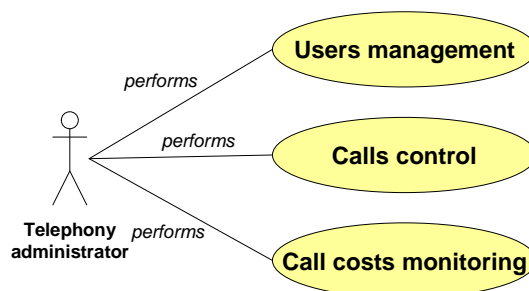 Users management
performs
performs
Calls control
Telephony
administrator
performs
Call costs monitoring